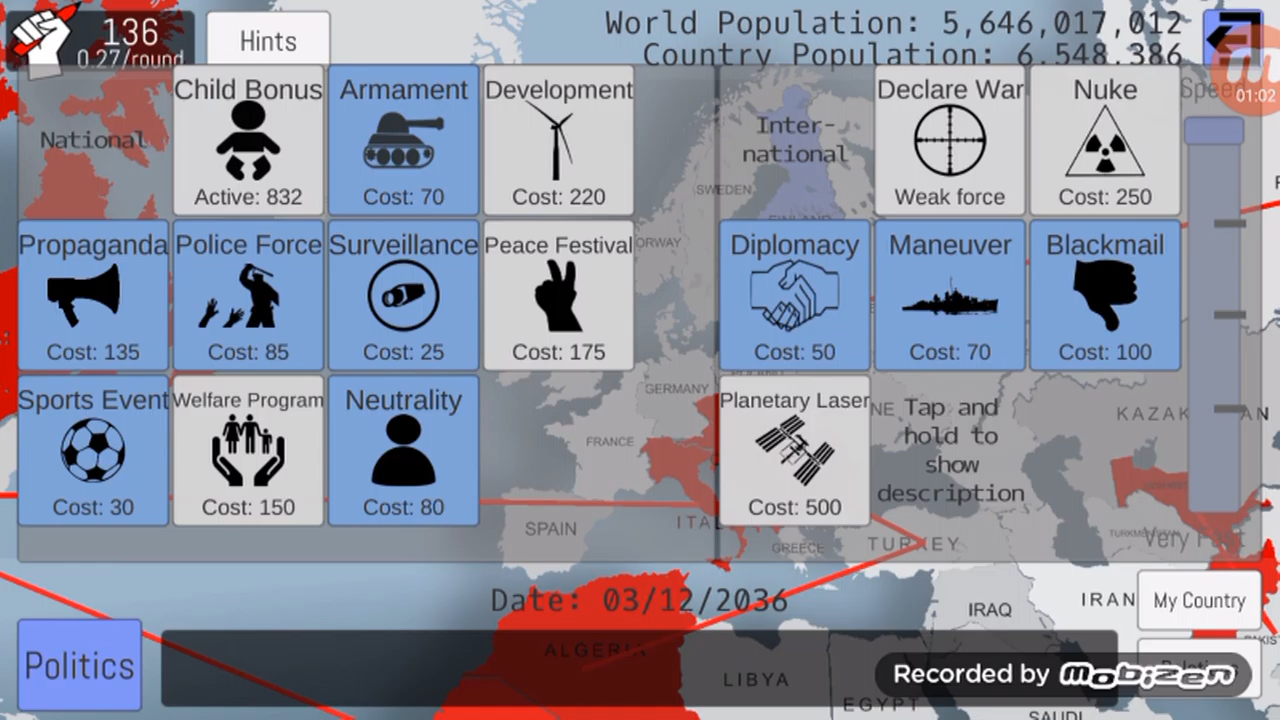 136
0.27/round
Hints
World Population: 5,646,017,012
Country Population: 6,548,386
01:02
National
Child Bonus
Active: 832
Armament
Cost: 70
Development
Cost: 220
Inter-
national
Declare War
Weak force
Nuke
Cost: 250
SWEDEN
FINLAND
Propaganda
Cost: 135
Police Force
Cost: 85
Surveillance
Cost: 25
Peace Festival
Cost: 175
ORWAY
Diplomacy
Cost: 50
Maneuver
Cost: 70
Blackmail
Cost: 100
Sports Event
Cost: 30
Welfare Program
Cost: 150
Neutrality
Cost: 80
GERMANY
FRANCE
SPAIN
ITAL
GREECE
TURKEY
Planetary Laser
Cost: 500
Tap and
hold to
show
description
KAZAK
AN
Very Fast
Date: 03/12/2036
IRAQ
IRAN
My Country
Politics
ALGERIA
LIBYA
EGYPT
SAUDI
Recorded by Mobizen